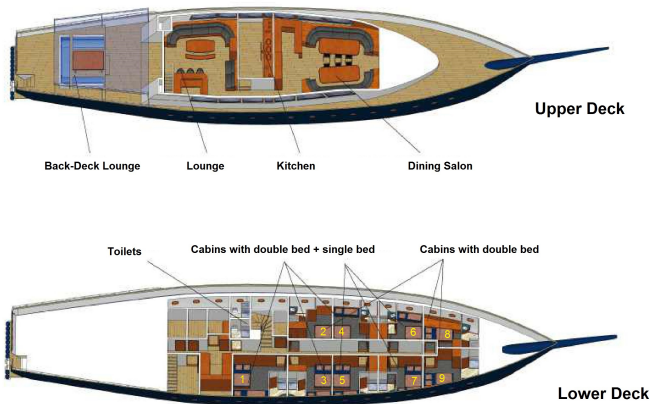 Upper Deck
Back-Deck Lounge Lounge Kitchen Dining Salon
Toilets Cabins with double bed + single bed Cabins with double bed
2 4 6 8
1 3 5 7 9
Lower Deck